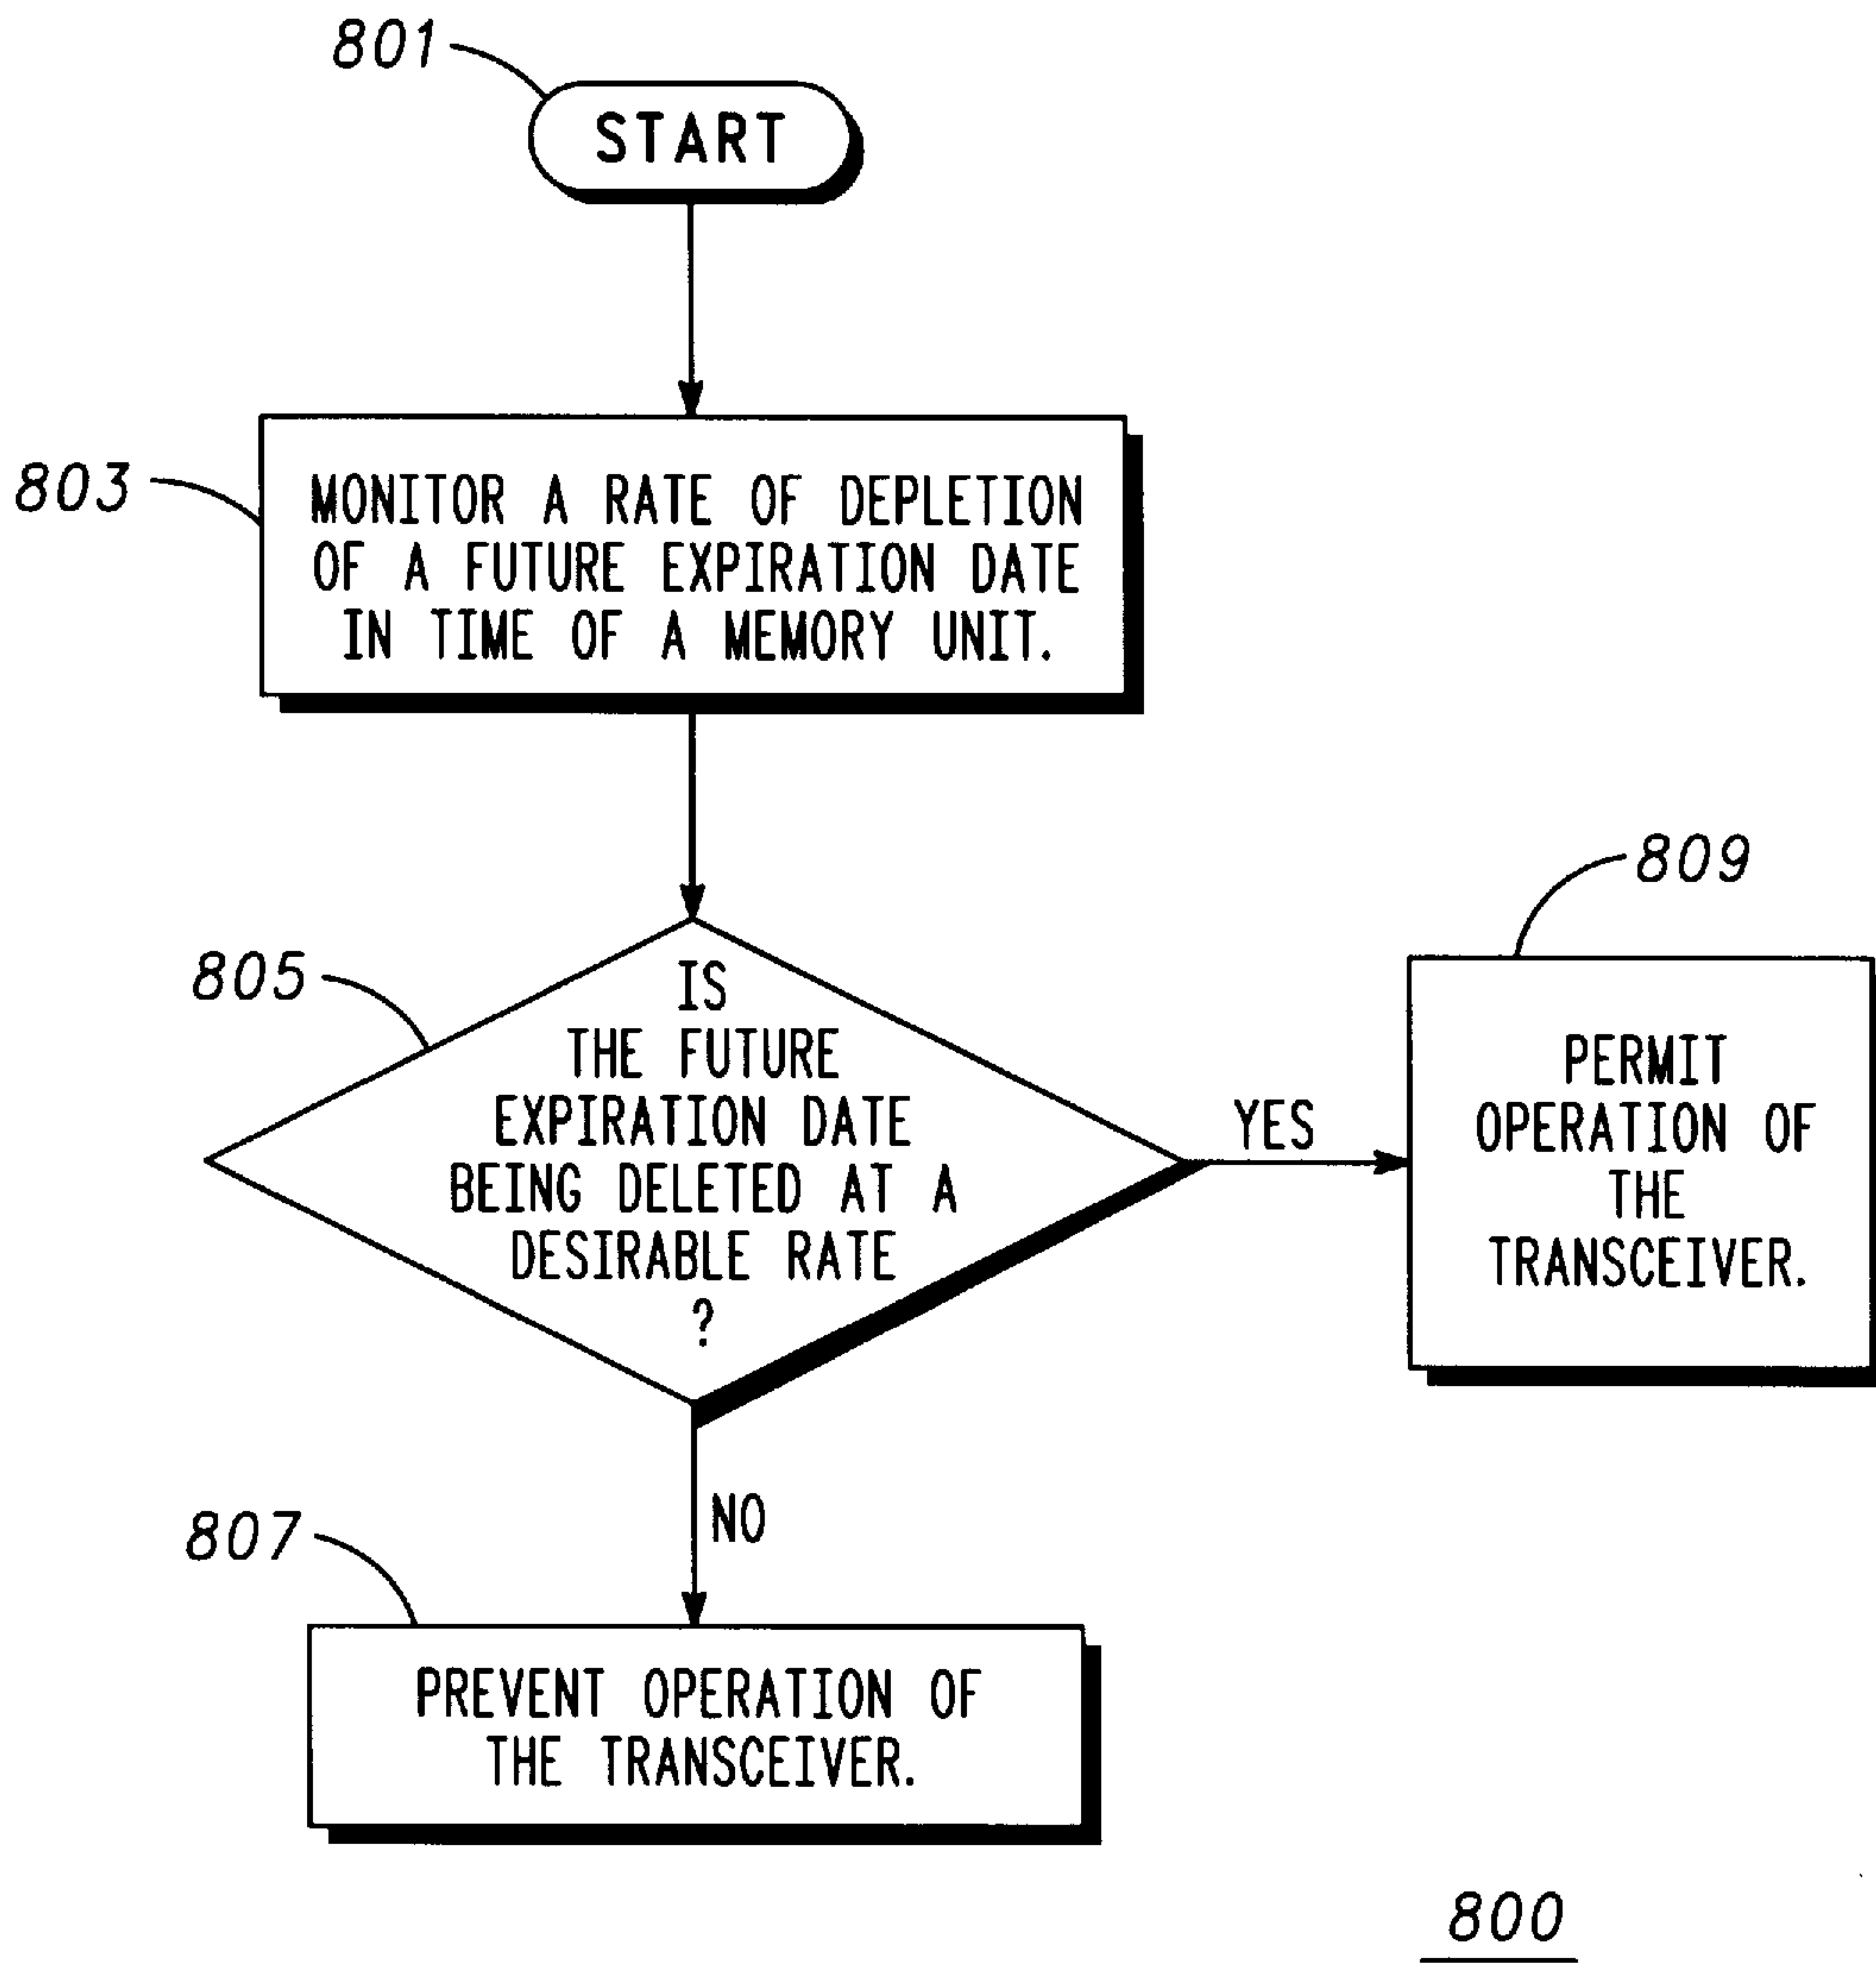 801
START
803
MONITOR A RATE OF DEPLETION
OF A FUTURE EXPIRATION DATE
IN TIME OF A MEMORY UNIT.
805
IS
THE FUTURE
EXPIRATION DATE
BEING DELETED AT A
DESIRABLE RATE
?
YES
809
PERMIT
OPERATION OF
THE
TRANSCEIVER.
NO
807
PREVENT OPERATION OF
THE TRANSCEIVER.
800